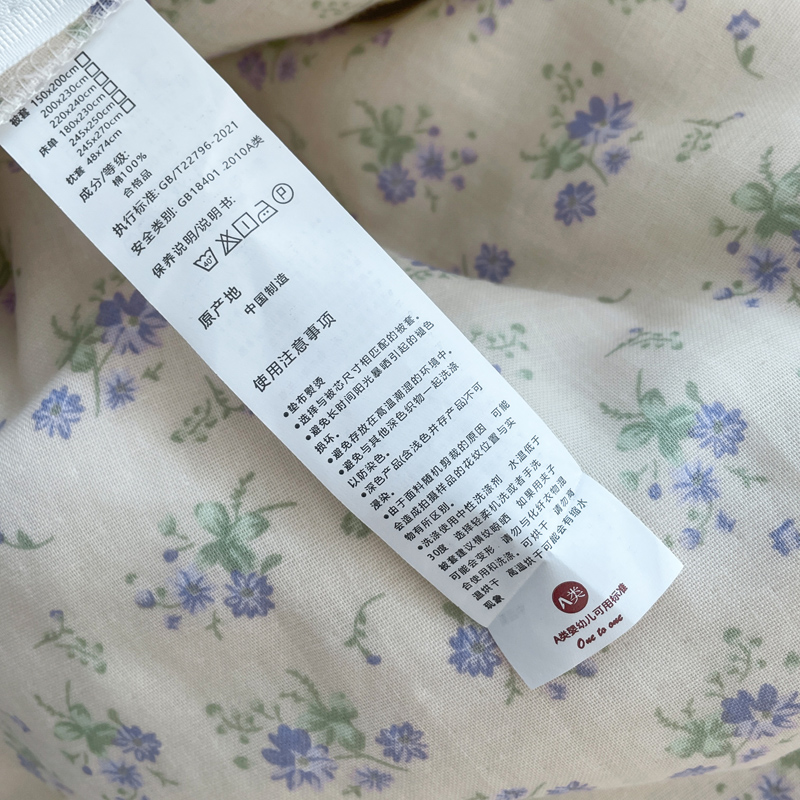 被套 150x200cm□
200x230cm□
220x240cm□
床单 180x230cm□
245x250cm□
245x270cm□
枕套 48x74cm
成分/等级:
棉100%
合格品
执行标准: GB/T22796-2021
安全类别: GB18401-2010A类
保养说明/说明书:
40°
P
原产地
中国制造
使用注意事项
●垫布熨烫
●选择与被芯尺寸相匹配的被套。
●避免长时间阳光暴晒引起的褪色
损坏。
●避免存放在高温潮湿的环境中。
●避免与其他深色织物一起洗涤
以防染色。
●深色产品(含浅色并存产品)不可
浸染。
●由于面料随机剪裁的原因 可能
会造成拍摄样品的花纹位置与实
物有所区别。
●洗涤使用中性洗涤剂 水温低于
30度 选择轻柔机洗或者手洗
被套建议横纹晾晒 如果用夹子
可能会变形 请勿与化纤衣物混
合使用和洗涤。可烘干 请勿高
温烘干 高温烘干可能会有缩水
现象
A类
A类婴幼儿可用标准
One to one